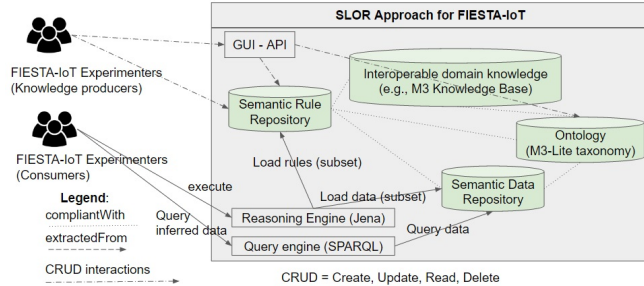 SLOR Approach for FIESTA-IoT
GUI - API
FIESTA-IoT Experimenters
(Knowledge producers)
Interoperable domain knowledge
(e.g., M3 Knowledge Base)
Semantic Rule
Repository
Ontology
(M3-Lite taxonomy)
FIESTA-IoT Experimenters
(Consumers)
Load rules (subset)
Legend:
compliantWith
extractedFrom
CRUD interactions
execute
Load data (subset)
Semantic Data
Repository
Query
inferred data
Reasoning Engine (Jena)
Query engine (SPARQL)
Query data
CRUD = Create, Update, Read, Delete